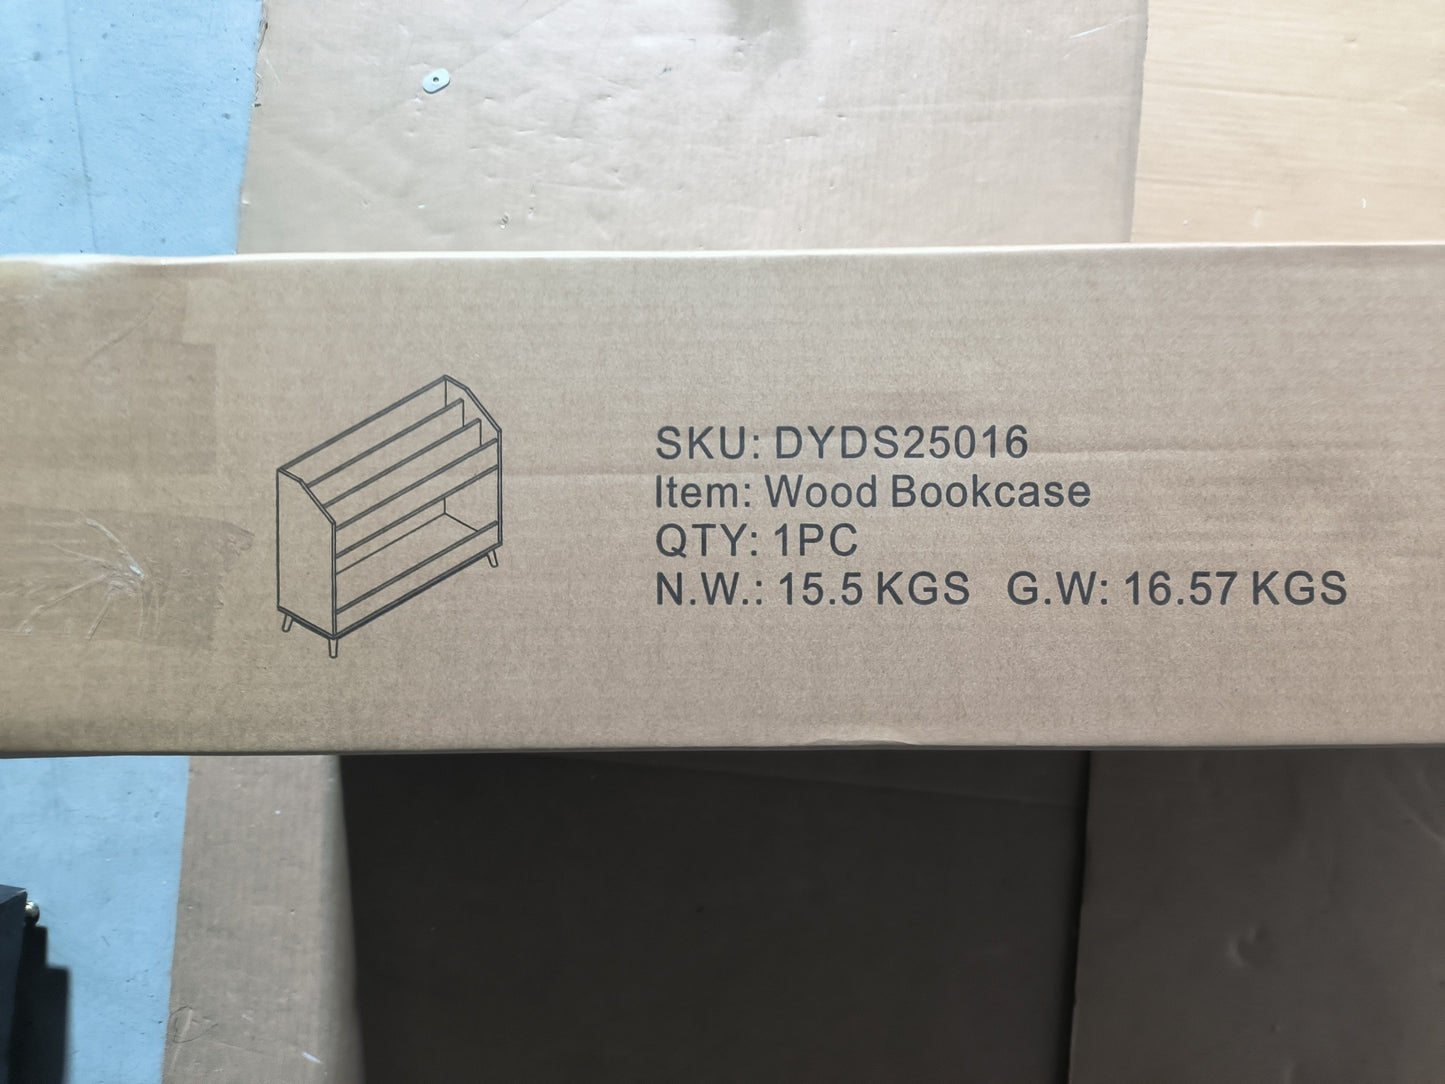 SKU: DYDS25016
Item: Wood Bookcase
QTY: 1PC
N.W.: 15.5 KGS G.W: 16.57 KGS